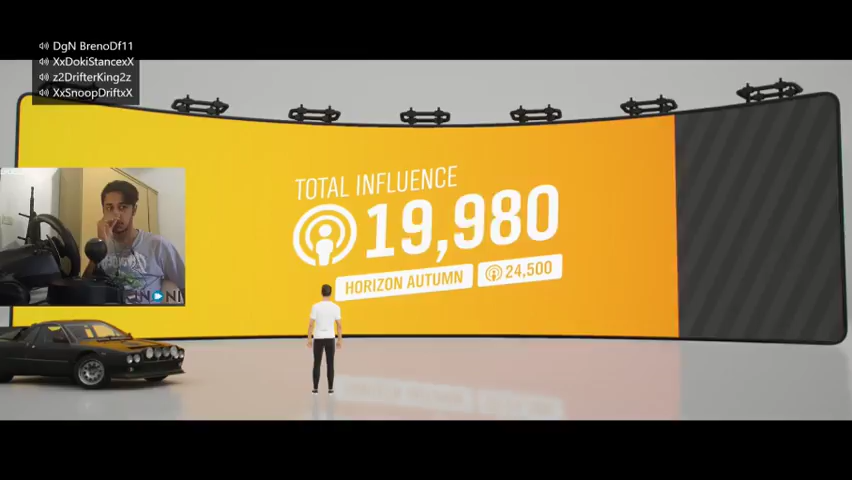 DgN BrenoDf11
XxDokiStancexX
z2DrifterKing2z
XxSnoopDriftxX
TOTAL INFLUENCE
19,980
HORIZON AUTUMN
24,500